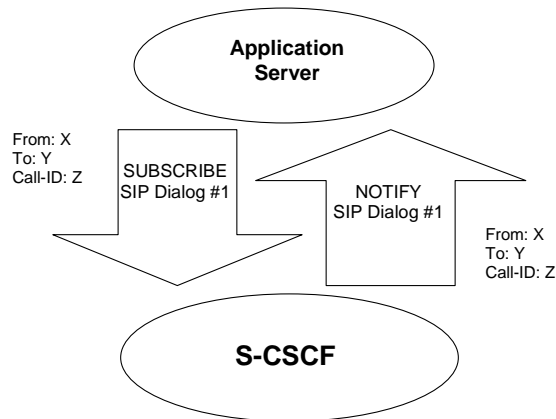 Application
Server
From: X
To: Y
Call-ID: Z
SUBSCRIBE
SIP Dialog #1
NOTIFY
SIP Dialog #1
From: X
To: Y
Call-ID: Z
S-CSCF